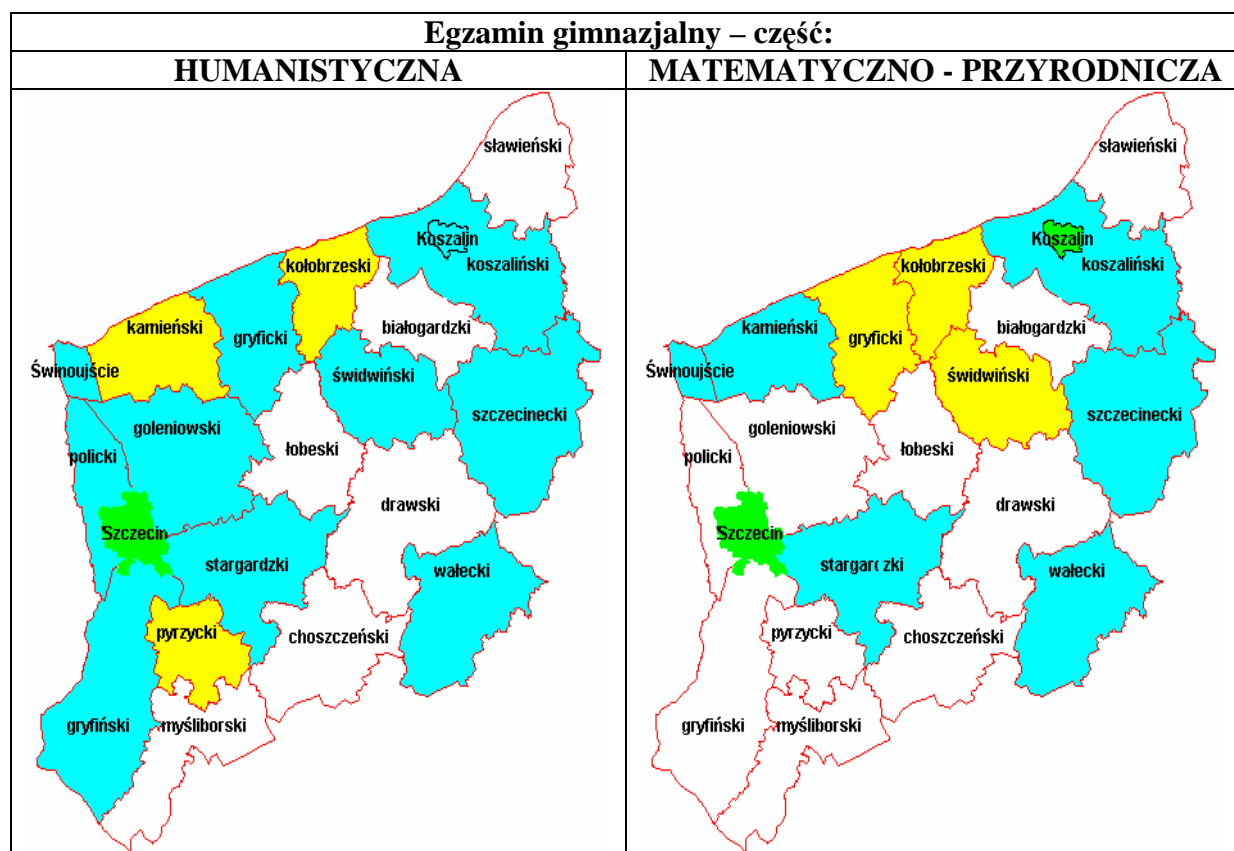 Egzamin gimnazjalny – część:
HUMANISTYCZNA
MATEMATYCZNO - PRZYRODNICZA
sławieński
Koszalin
koszaliński
kołobrzeski
kamieński
gryficki
białogardzki
Świnoujście
świdwiński
szczecinecki
goleniowski
policki
łobeski
drawski
Szczecin
stargardzki
wałecki
pyrzycki
choszczeński
gryfiński
myśliborski
sławieński
Koszalin
koszaliński
kołobrzeski
kamieński
gryficki
białogardzki
Świnoujście
świdwiński
szczecinecki
goleniowski
policki
łobeski
drawski
Szczecin
stargardzki
wałecki
pyrzycki
choszczeński
gryfiński
myśliborski